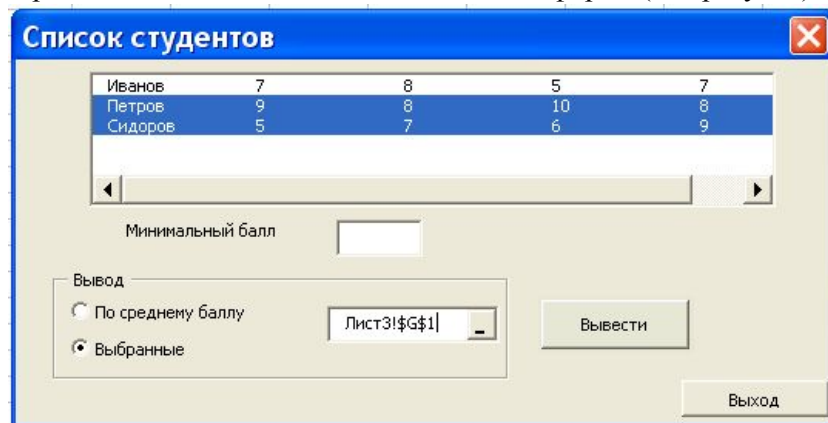 Список студентов
Иванов 7 8 5 7
Петров 9 8 10 8
Сидоров 5 7 6 9
Минимальный балл
Вывод
По среднему баллу
Лист3!$G$1
Выбранные
Вывести
Выход